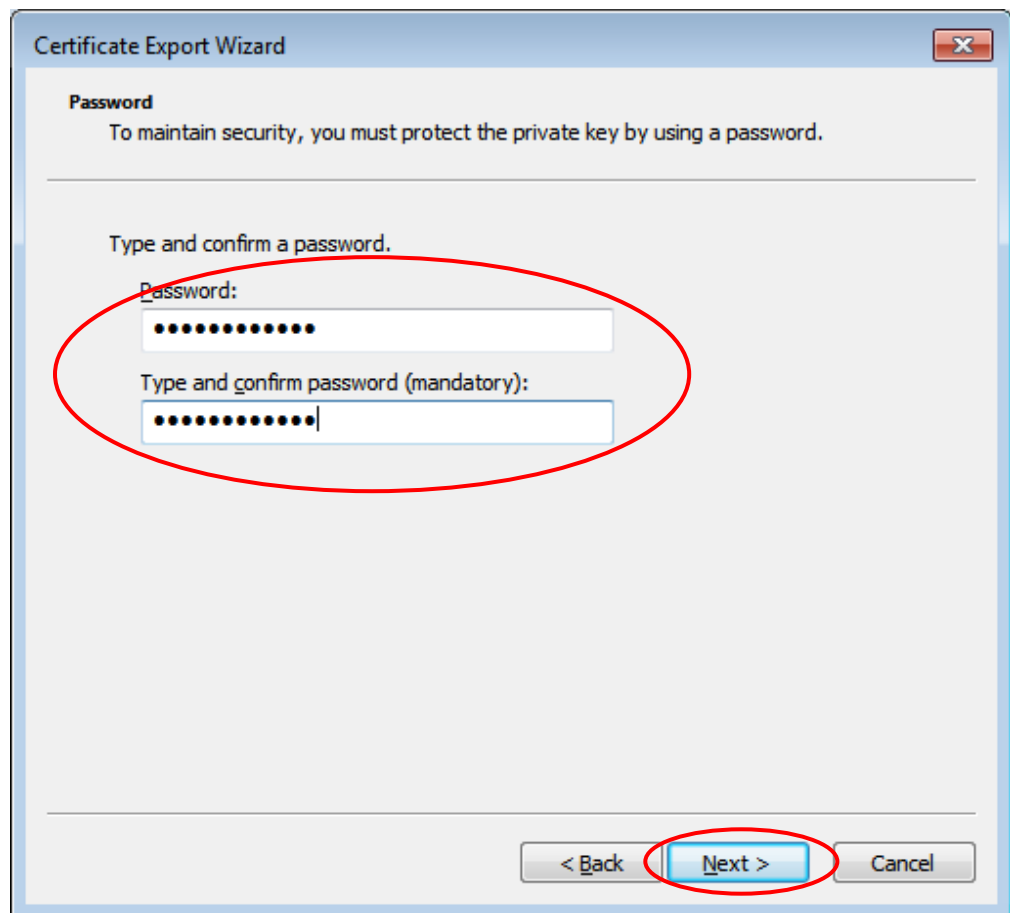 Certificate Export Wizard
Password
To maintain security, you must protect the private key by using a password.
Type and confirm a password.
Password:
••••••••••••
Type and confirm password (mandatory):
••••••••••••
< Back Next > Cancel